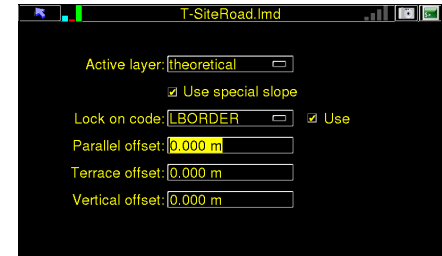 T-SiteRoad.lmd
Active layer: theoretical
Use special slope
Lock on code: LBORDER Use
Parallel offset: 0.000 m
Terrace offset: 0.000 m
Vertical offset: 0.000 m